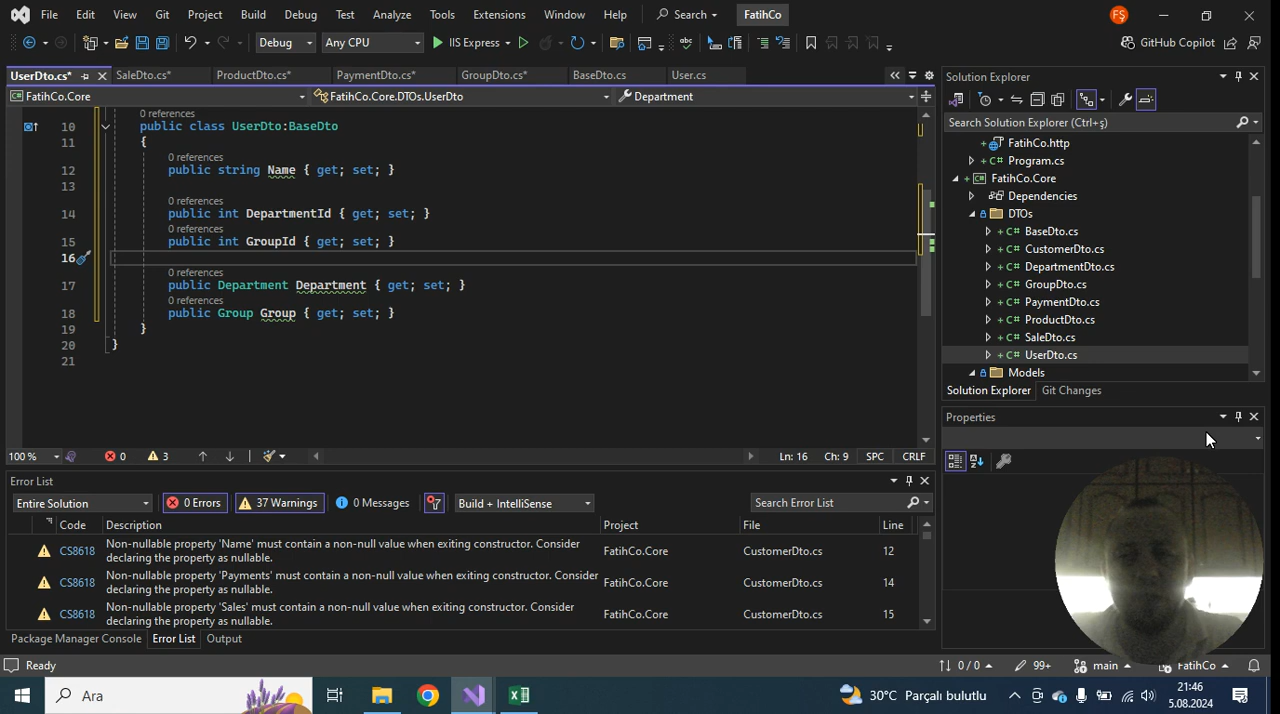 File Edit View Git Project Build Debug Test Analyze Tools Extensions Window Help Search FatihCo FŞ
Debug Any CPU IIS Express GitHub Copilot
UserDto.cs* SaleDto.cs* ProductDto.cs* PaymentDto.cs* GroupDto.cs* BaseDto.cs User.cs
FatihCo.Core FatihCo.Core.DTOs.UserDto Department
0 references
10 public class UserDto:BaseDto
11 {
0 references
12 public string Name { get; set; }
13
0 references
14 public int DepartmentId { get; set; }
0 references
15 public int GroupId { get; set; }
16
0 references
17 public Department Department { get; set; }
0 references
18 public Group Group { get; set; }
19 }
20 }
21
100 % 0 3 Ln: 16 Ch: 9 SPC CRLF
Error List
Entire Solution 0 Errors 37 Warnings 0 Messages Build + IntelliSense Search Error List
Code Description Project File Line
CS8618 Non-nullable property 'Name' must contain a non-null value when exiting constructor. Consider declaring the property as nullable. FatihCo.Core CustomerDto.cs 12
CS8618 Non-nullable property 'Payments' must contain a non-null value when exiting constructor. Consider declaring the property as nullable. FatihCo.Core CustomerDto.cs 14
CS8618 Non-nullable property 'Sales' must contain a non-null value when exiting constructor. Consider declaring the property as nullable. FatihCo.Core CustomerDto.cs 15
Package Manager Console Error List Output
Solution Explorer
Search Solution Explorer (Ctrl+ş)
FatihCo.http
C# Program.cs
C# FatihCo.Core
Dependencies
DTOs
C# BaseDto.cs
C# CustomerDto.cs
C# DepartmentDto.cs
C# GroupDto.cs
C# PaymentDto.cs
C# ProductDto.cs
C# SaleDto.cs
C# UserDto.cs
Models
Solution Explorer Git Changes
Properties
Ready 0 / 0 99+ main FatihCo
Ara 30°C Parçalı bulutlu 21:46
5.08.2024